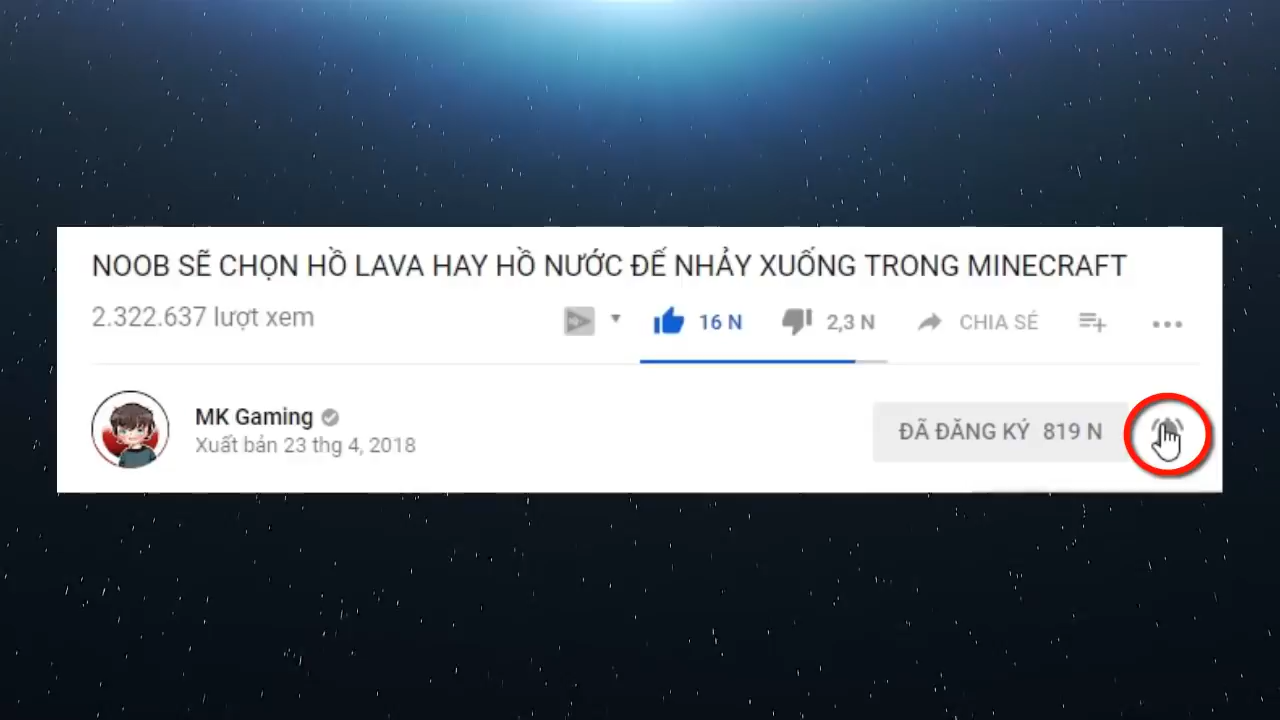 NOOB SẼ CHỌN HỒ LAVA HAY HỒ NƯỚC ĐẾ NHẢY XUỐNG TRONG MINECRAFT
2.322.637 lượt xem
16 N 2,3 N CHIA SẺ
MK Gaming
Xuất bản 23 thg 4, 2018
ĐÃ ĐĂNG KÝ 819 N